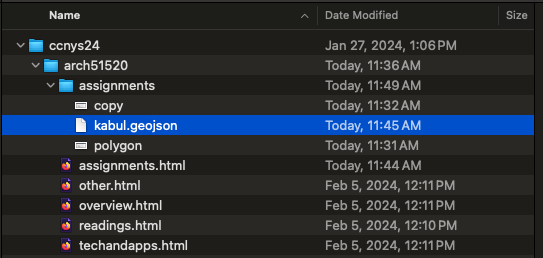 Name Date Modified Size
ccnys24 Jan 27, 2024, 1:06 PM
arch51520 Today, 11:36 AM
assignments Today, 11:49 AM
copy Today, 11:32 AM
kabul.geojson Today, 11:45 AM
polygon Today, 11:31 AM
assignments.html Today, 11:44 AM
other.html Feb 5, 2024, 12:11 PM
overview.html Feb 5, 2024, 12:11 PM
readings.html Feb 5, 2024, 12:10 PM
techandapps.html Feb 5, 2024, 12:11 PM